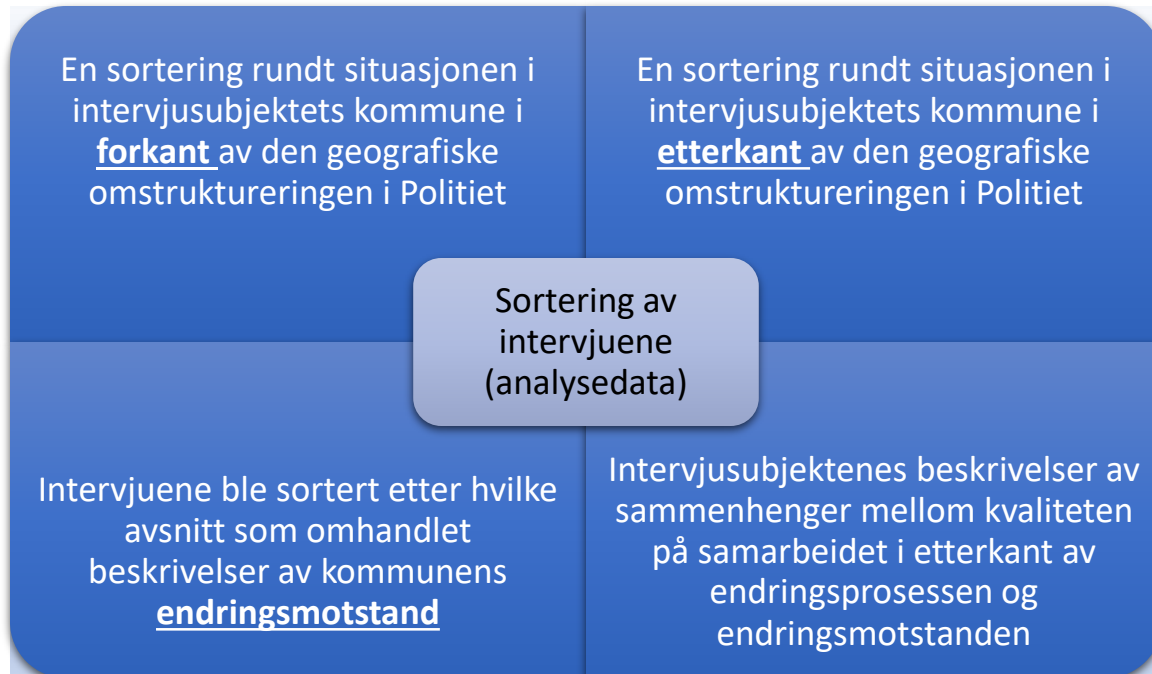 En sortering rundt situasjonen i
intervjusubjektets kommune i
forkant av den geografiske
omstruktureringen i Politiet
En sortering rundt situasjonen i
intervjusubjektets kommune i
etterkant av den geografiske
omstruktureringen i Politiet
Sortering av
intervjuene
(analysedata)
Intervjuene ble sortert etter hvilke
avsnitt som omhandlet
beskrivelser av kommunens
endringsmotstand
Intervjusubjektenes beskrivelser av
sammenhenger mellom kvaliteten
på samarbeidet i etterkant av
endringsprosessen og
endringsmotstanden